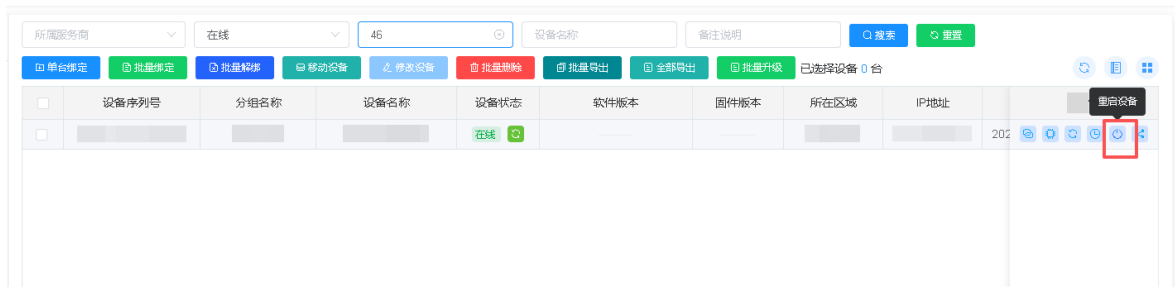 所属服务商 在线 46 设备名称 备注说明 搜索 重置
单台绑定 批量绑定 批量解绑 移动设备 修改设备 批量删除 批量导出 全部导出 批量升级 已选择设备 0 台
设备序列号 分组名称 设备名称 设备状态 软件版本 固件版本 所在区域 IP地址 重启设备
在线 202